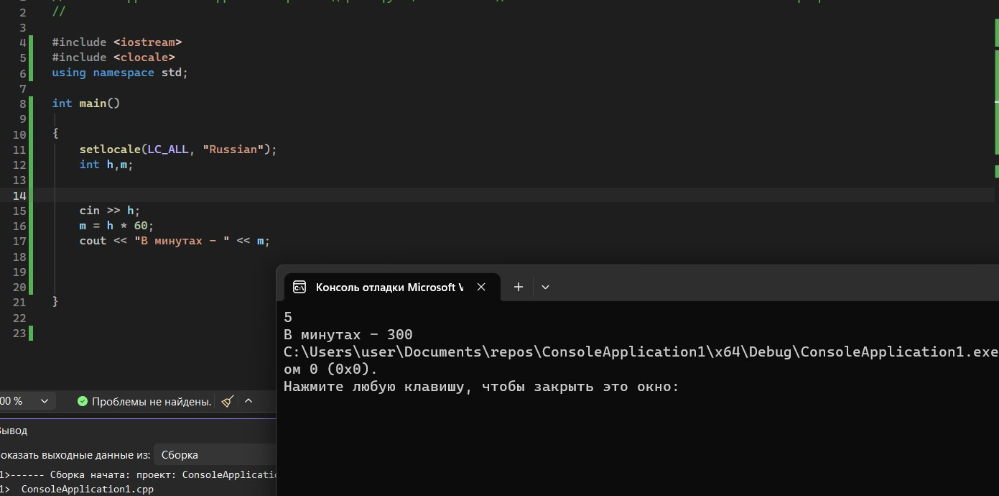 2 //
3
4 #include <iostream>
5 #include <clocale>
6 using namespace std;
7
8 int main()
9
10 {
11 setlocale(LC_ALL, "Russian");
12 int h,m;
13
14
15 cin >> h;
16 m = h * 60;
17 cout << "В минутах - " << m;
18
19
20
21 }
22
23
Консоль отладки Microsoft V
5
В минутах - 300
C:\Users\user\Documents\repos\ConsoleApplication1\x64\Debug\ConsoleApplication1.exe
ом 0 (0x0).
Нажмите любую клавишу, чтобы закрыть это окно:
00 %
Проблемы не найдены.
Вывод
оказать выходные данные из: Сборка
1>------ Сборка начата: проект: ConsoleApplicatio
1> ConsoleApplication1.cpp